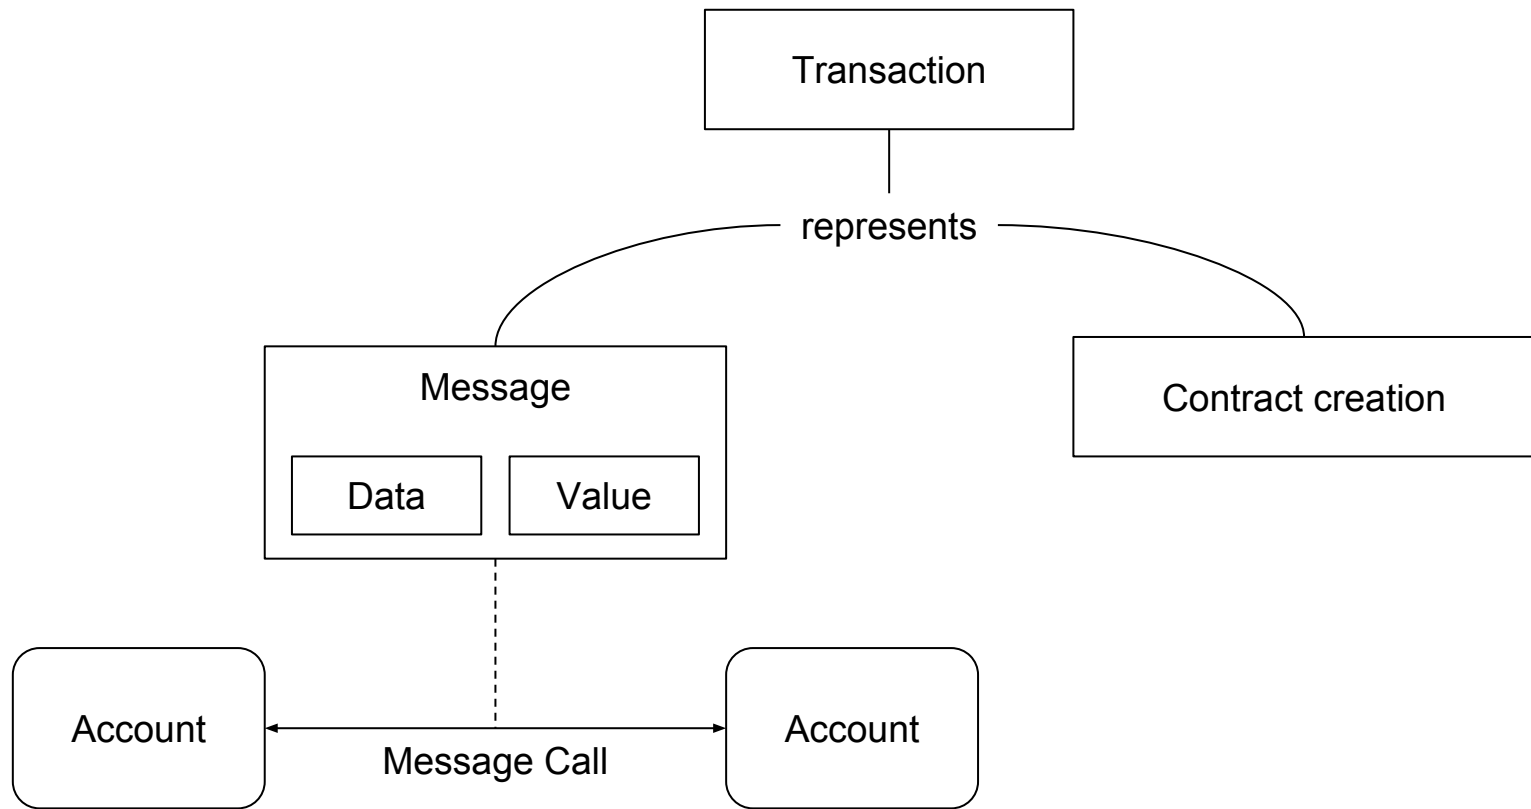 Transaction
represents
Message
Contract creation
Data
Value
Account
Account
Message Call